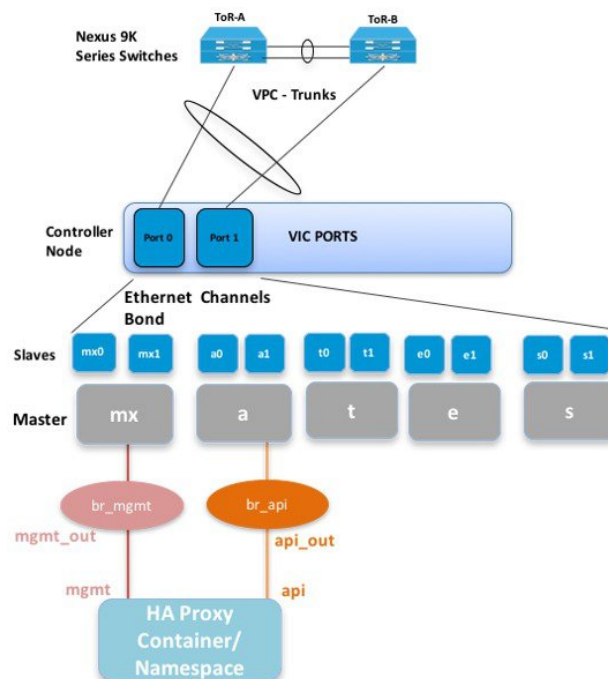 ToR-A
ToR-B
Nexus 9K
Series Switches
VPC - Trunks
Controller
Node
Port 0
Port 1
VIC PORTS
Ethernet Channels
Bond
Slaves
mx0
mx1
a0
a1
t0
t1
e0
e1
s0
s1
Master
mx
a
t
e
s
br_mgmt
br_api
mgmt_out
api_out
mgmt
api
HA Proxy
Container/
Namespace